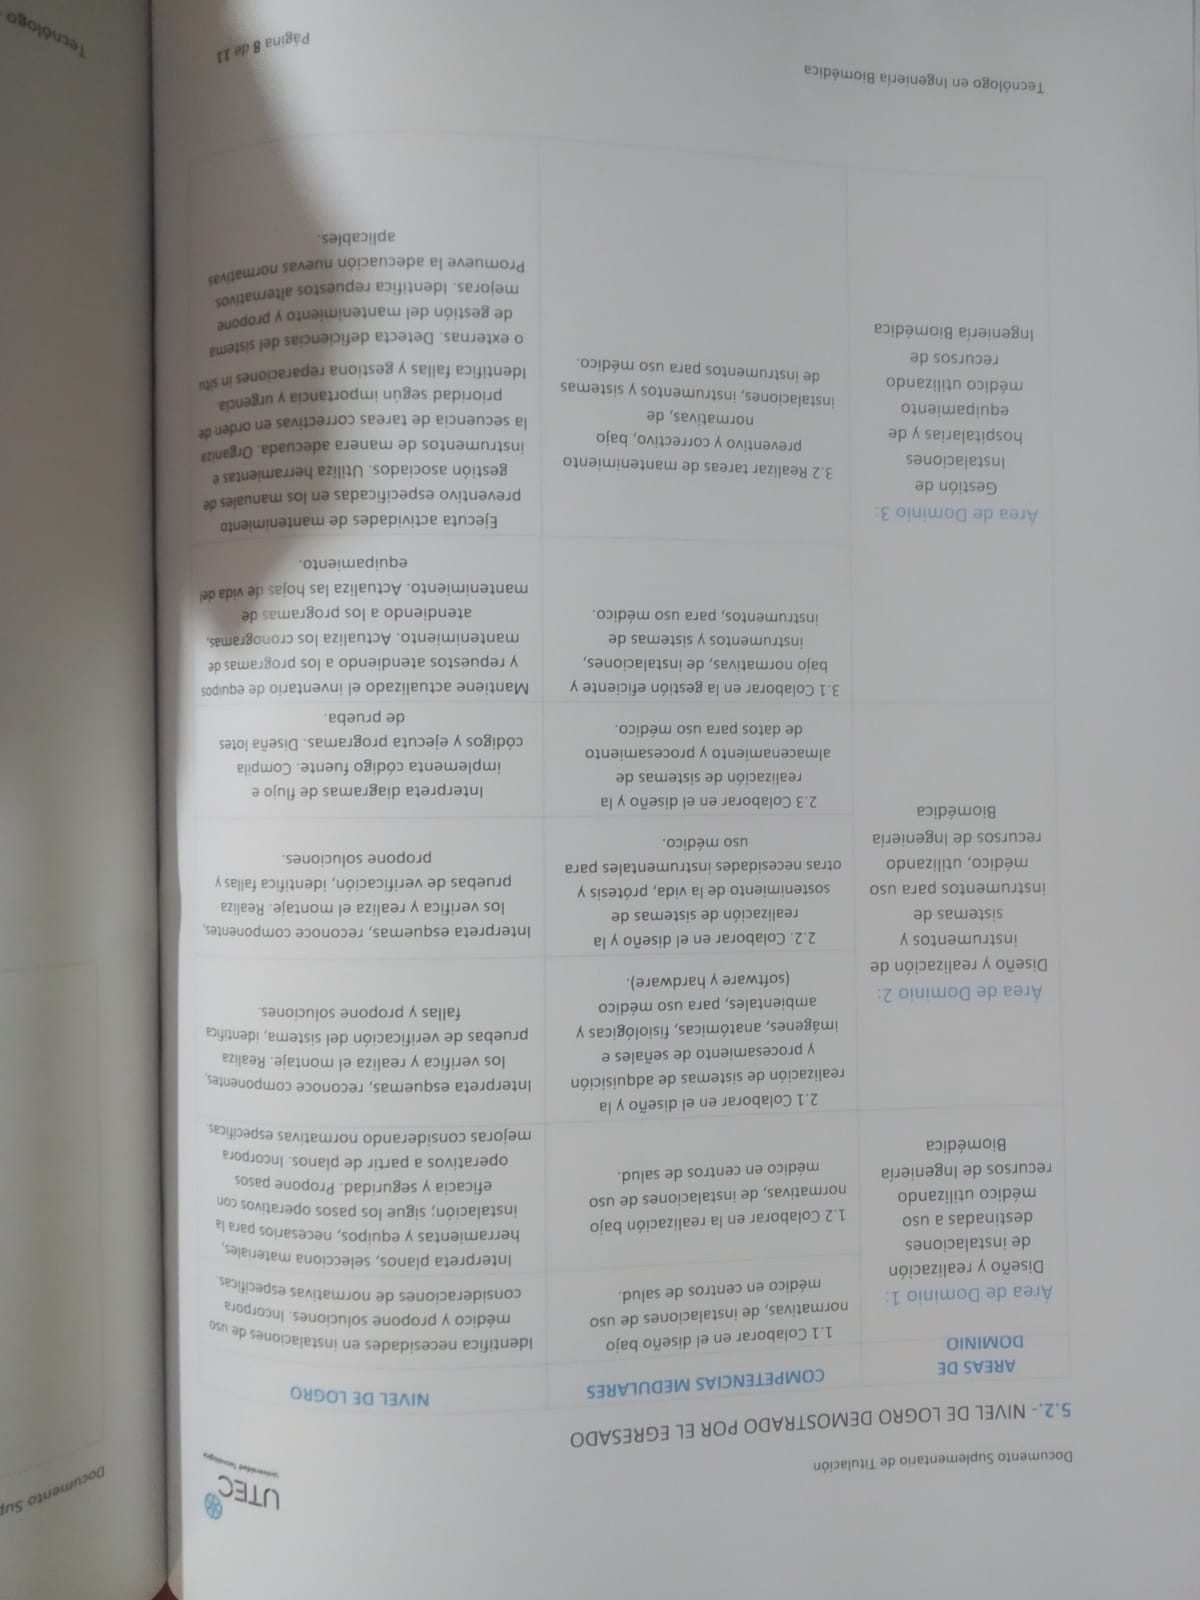 Documento Suplementario de Titulación
UTEC
Universidad Tecnológica
5.2.- NIVEL DE LOGRO DEMOSTRADO POR EL EGRESADO
AREAS DE
DOMINIO
COMPETENCIAS MEDULARES
NIVEL DE LOGRO
Área de Dominio 1:
Diseño y realización
de instalaciones
destinadas a uso
médico utilizando
recursos de Ingeniería
Biomédica
1.1 Colaborar en el diseño bajo
normativas, de instalaciones de uso
médico en centros de salud.
Identifica necesidades en instalaciones de uso
médico y propone soluciones. Incorpora
consideraciones de normativas específicas.
1.2 Colaborar en la realización bajo
normativas, de instalaciones de uso
médico en centros de salud.
Interpreta planos, selecciona materiales,
herramientas y equipos, necesarios para la
instalación; sigue los pasos operativos con
eficacia y seguridad. Propone pasos
operativos a partir de planos. Incorpora
mejoras considerando normativas específicas.
Área de Dominio 2:
Diseño y realización de
instrumentos y
sistemas de
instrumentos para uso
médico, utilizando
recursos de Ingeniería
Biomédica
2.1 Colaborar en el diseño y la
realización de sistemas de adquisición
y procesamiento de señales e
imágenes, anatómicas, fisiológicas y
ambientales, para uso médico
(software y hardware).
Interpreta esquemas, reconoce componentes,
los verifica y realiza el montaje. Realiza
pruebas de verificación del sistema, identifica
fallas y propone soluciones.
2.2. Colaborar en el diseño y la
realización de sistemas de
sostenimiento de la vida, prótesis y
otras necesidades instrumentales para
uso médico.
Interpreta esquemas, reconoce componentes,
los verifica y realiza el montaje. Realiza
pruebas de verificación, identifica fallas y
propone soluciones.
2.3 Colaborar en el diseño y la
realización de sistemas de
almacenamiento y procesamiento
de datos para uso médico.
Interpreta diagramas de flujo e
implementa código fuente. Compila
códigos y ejecuta programas. Diseña lotes
de prueba.
Área de Dominio 3:
Gestión de
Instalaciones
hospitalarias y de
equipamiento
médico utilizando
recursos de
Ingeniería Biomédica
3.1 Colaborar en la gestión eficiente y
bajo normativas, de instalaciones,
instrumentos y sistemas de
instrumentos, para uso médico.
Mantiene actualizado el inventario de equipos
y repuestos atendiendo a los programas de
mantenimiento. Actualiza los cronogramas,
atendiendo a los programas de
mantenimiento. Actualiza las hojas de vida del
equipamiento.
3.2 Realizar tareas de mantenimiento
preventivo y correctivo, bajo
normativas, de
instalaciones, instrumentos y sistemas
de instrumentos para uso médico.
Ejecuta actividades de mantenimiento
preventivo especificadas en los manuales de
gestión asociados. Utiliza herramientas e
instrumentos de manera adecuada. Organiza
la secuencia de tareas correctivas en orden de
prioridad según importancia y urgencia.
Identifica fallas y gestiona reparaciones in situ
o externas. Detecta deficiencias del sistema
de gestión del mantenimiento y propone
mejoras. Identifica repuestos alternativos.
Promueve la adecuación nuevas normativas
aplicables.
Tecnólogo en Ingeniería Biomédica
Página 8 de 11
Documento Sup
Tecnólogo